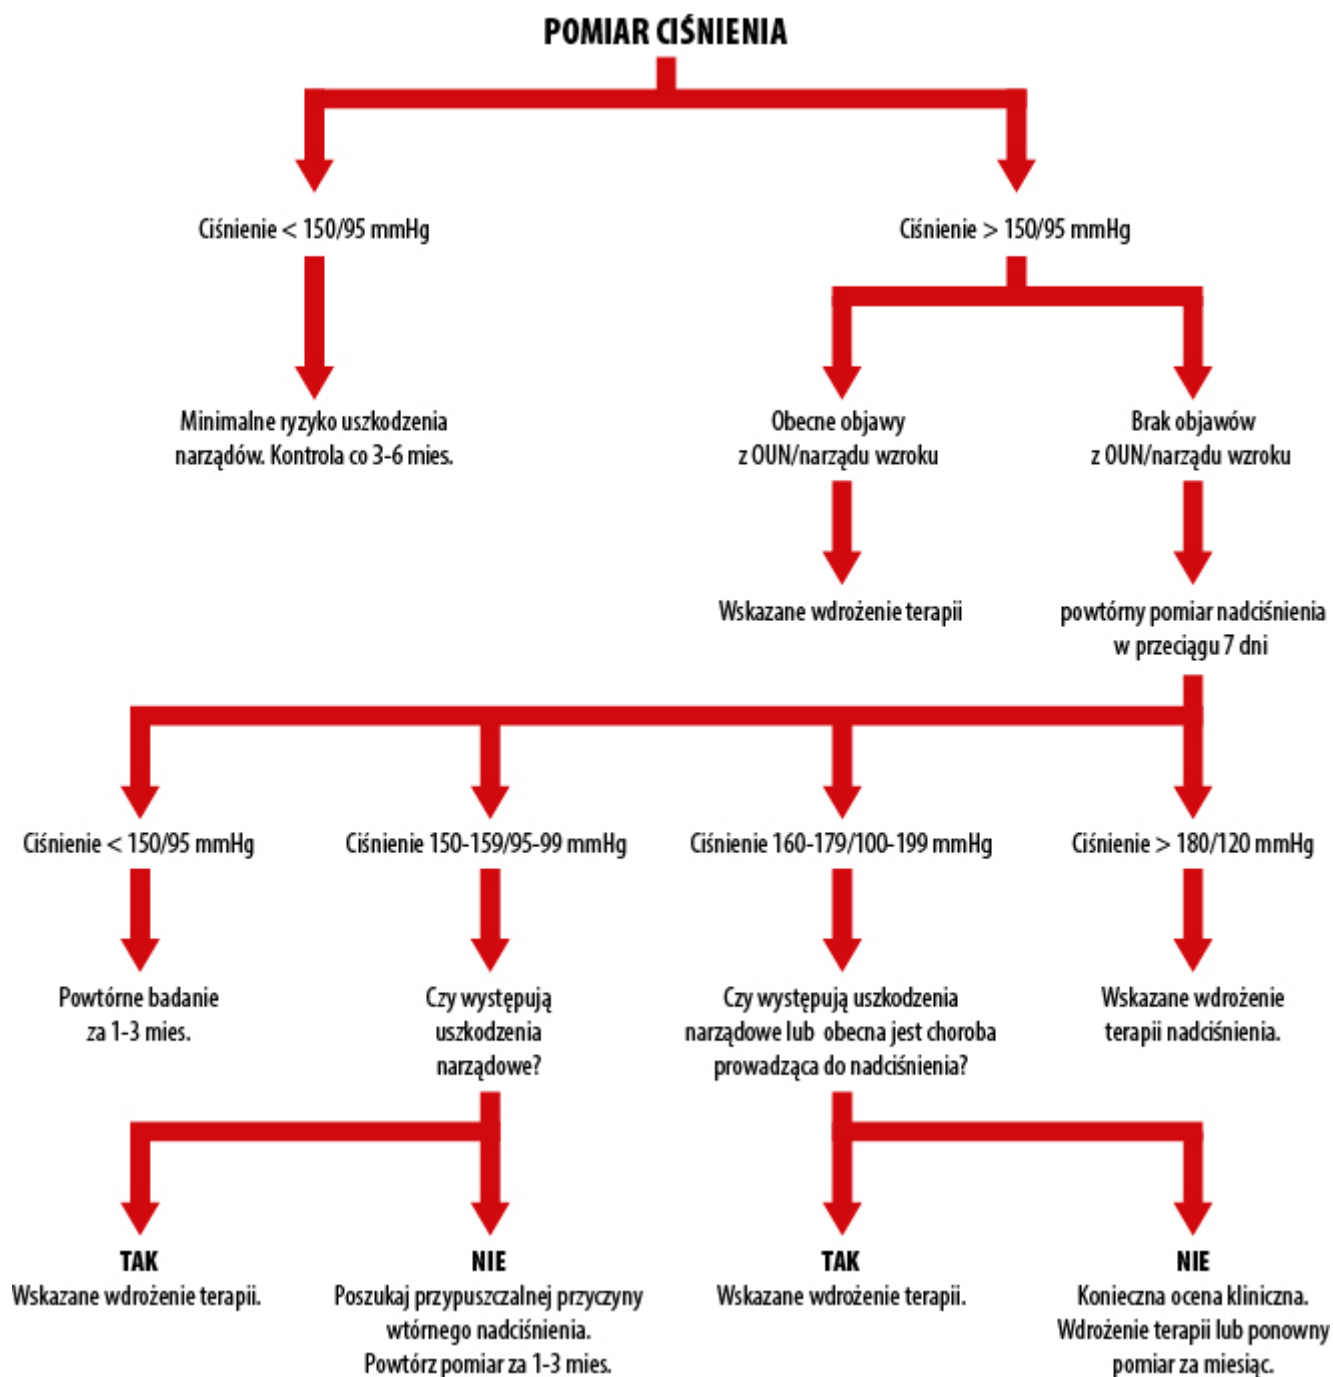 POMIAR CIŚNIENIA
Ciśnienie < 150/95 mmHg
Ciśnienie > 150/95 mmHg
Minimalne ryzyko uszkodzenia
narządów. Kontrola co 3-6 mies.
Obecne objawy
z OUN/narządu wzroku
Brak objawów
z OUN/narządu wzroku
Wskazane wdrożenie terapii
powtórny pomiar nadciśnienia
w przeciągu 7 dni
Ciśnienie < 150/95 mmHg
Ciśnienie 150-159/95-99 mmHg
Ciśnienie 160-179/100-199 mmHg
Ciśnienie > 180/120 mmHg
Powtórne badanie
za 1-3 mies.
Czy występują
uszkodzenia
narządowe?
Czy występują uszkodzenia
narządowe lub obecna jest choroba
prowadząca do nadciśnienia?
Wskazane wdrożenie
terapii nadciśnienia.
TAK
Wskazane wdrożenie terapii.
NIE
Poszukaj przypuszczalnej przyczyny
wtórnego nadciśnienia.
Powtórz pomiar za 1-3 mies.
TAK
Wskazane wdrożenie terapii.
NIE
Konieczna ocena kliniczna.
Wdrożenie terapii lub ponowny
pomiar za miesiąc.